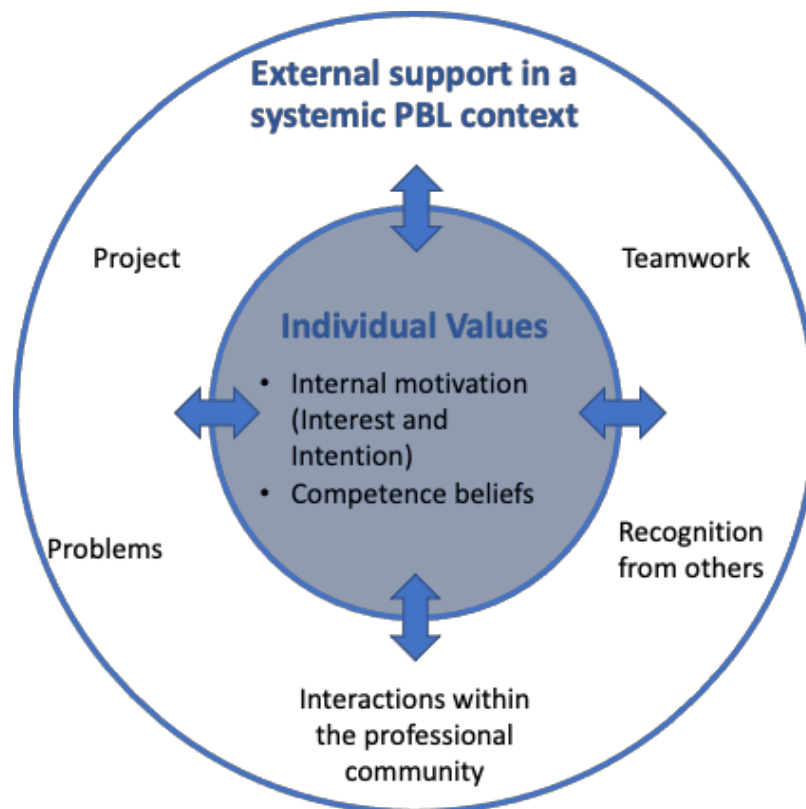 External support in a
systemic PBL context
Project
Teamwork
Individual Values
• Internal motivation
(Interest and
Intention)
• Competence beliefs
Problems
Recognition
from others
Interactions within
the professional
community